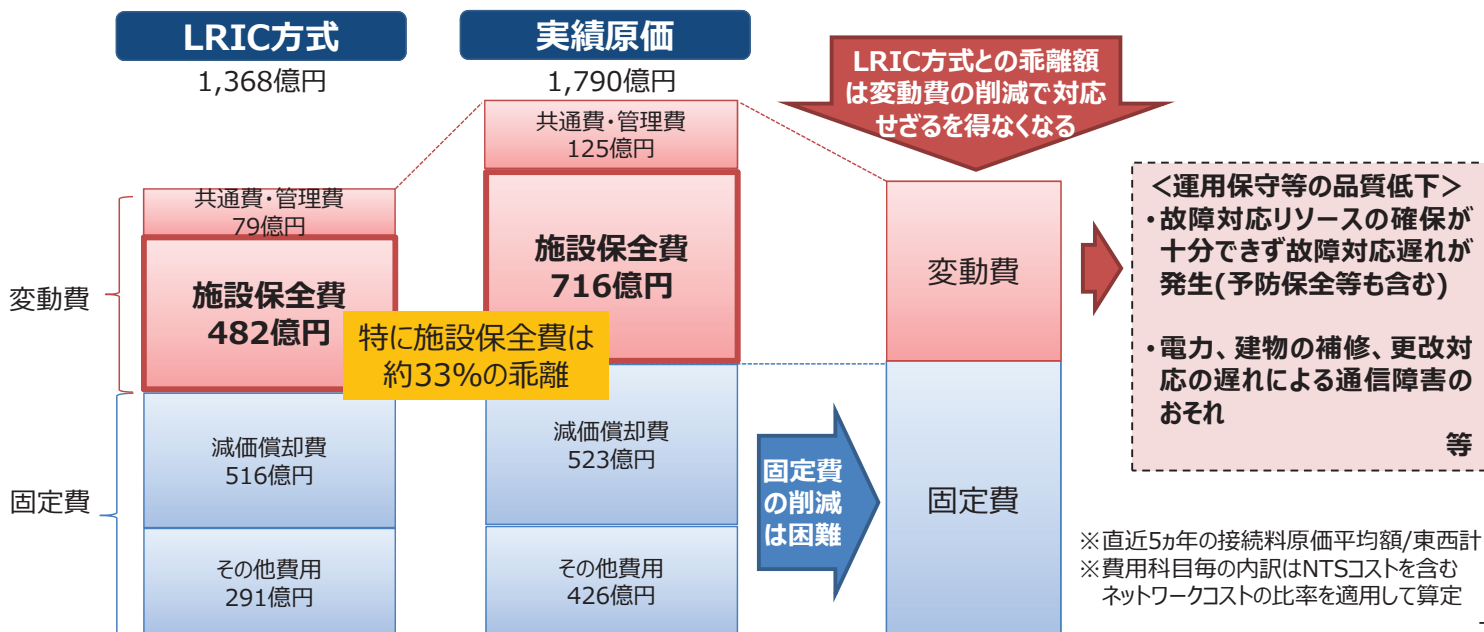 LRIC方式
1,368億円
実績原価
1,790億円
LRIC方式との乖離額
は変動費の削減で対応
せざるを得なくなる
共通費・管理費
79億円
施設保全費
482億円
減価償却費
516億円
その他費用
291億円
変動費
固定費
共通費・管理費
125億円
施設保全費
716億円
減価償却費
523億円
その他費用
426億円
特に施設保全費は
約33%の乖離
固定費
の削減
は困難
変動費
固定費
<運用保守等の品質低下>
・故障対応リソースの確保が
十分できず故障対応遅れが
発生(予防保全等も含む)
・電力、建物の補修、更改対
応の遅れによる通信障害の
おそれ
等
※直近5ヵ年の接続料原価平均額/東西計
※費用科目毎の内訳はNTSコストを含む
ネットワークコストの比率を適用して算定